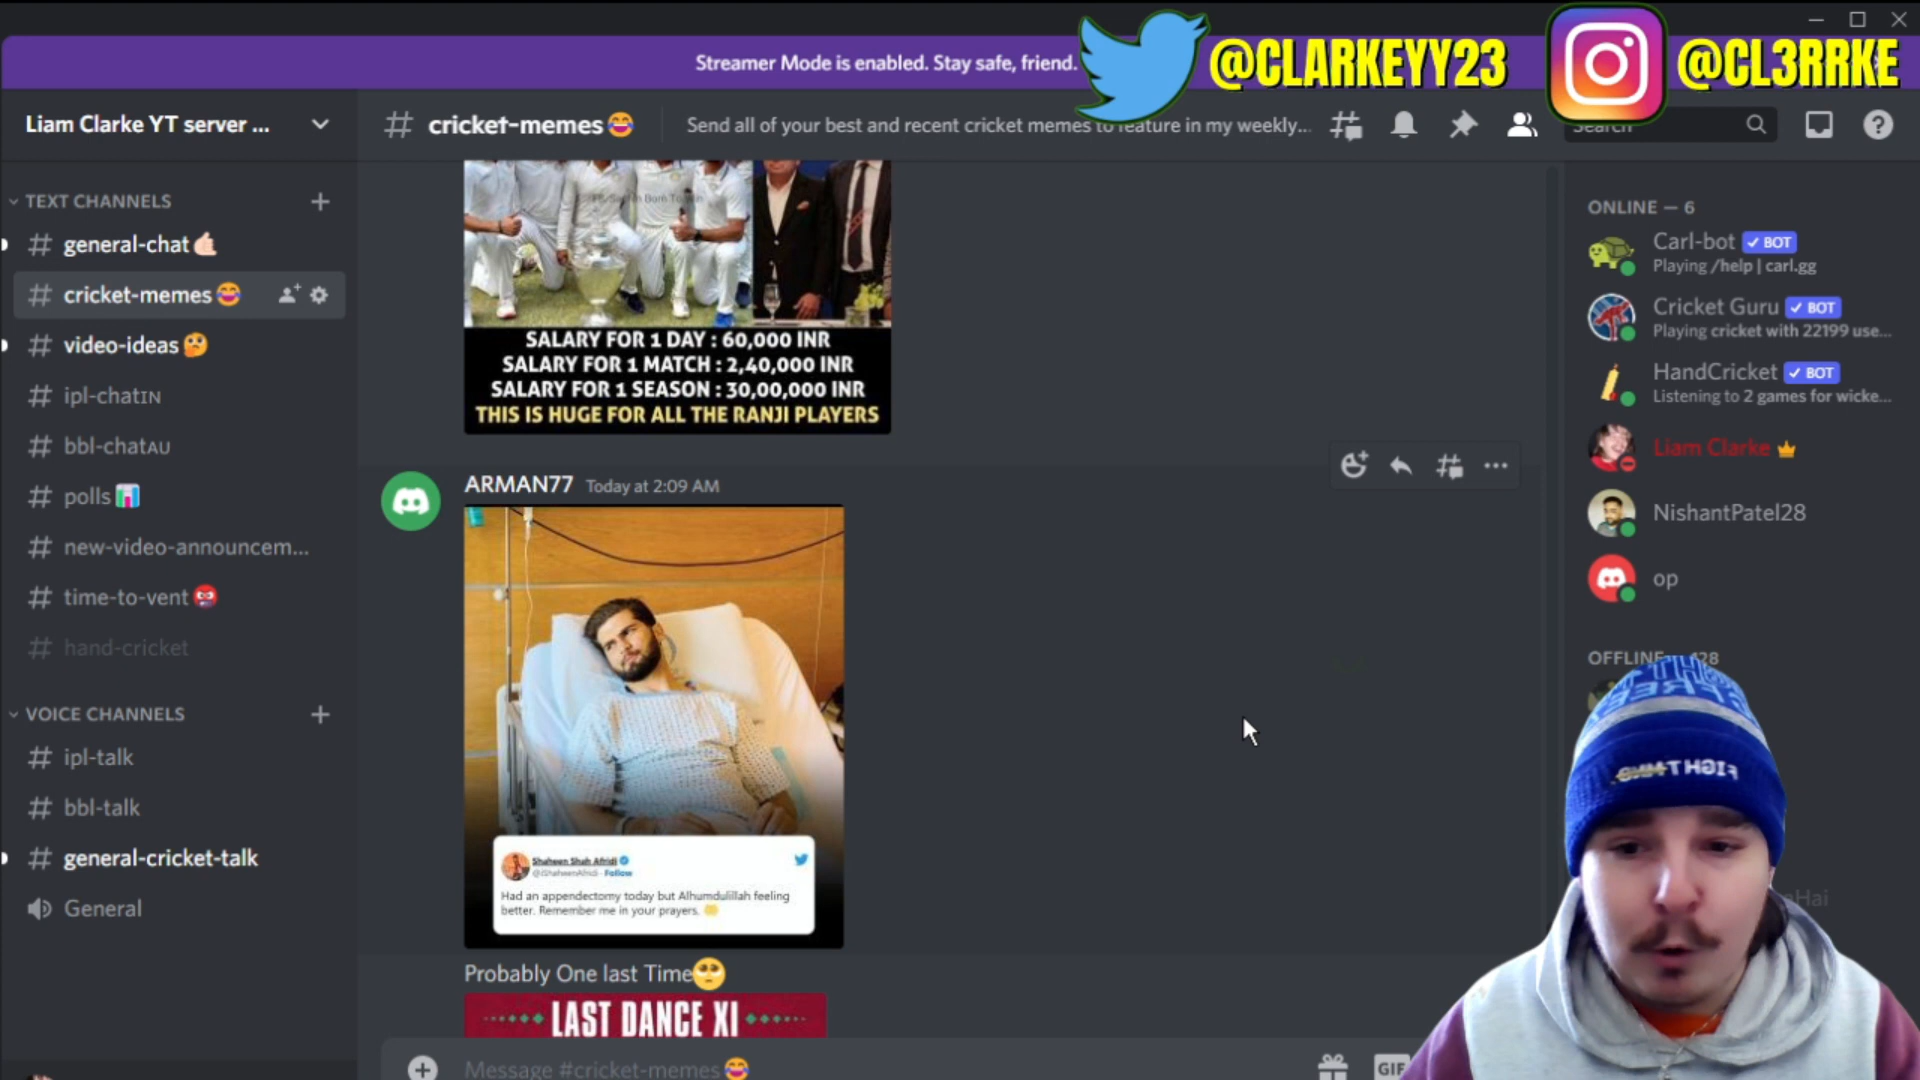 @CLARKEYY23
@CL3RRKE
Streamer Mode is enabled. Stay safe, friend.
Liam Clarke YT server ...
# cricket-memes😂
Send all of your best and recent cricket memes to feature in my weekly...
Search
TEXT CHANNELS
# general-chat🤙
# cricket-memes😂
# video-ideas🤔
# ipl-chatIN
# bbl-chatAU
# polls📊
# new-video-announcem...
# time-to-vent👹
# hand-cricket
VOICE CHANNELS
# ipl-talk
# bbl-talk
# general-cricket-talk
General
SALARY FOR 1 DAY : 60,000 INR
SALARY FOR 1 MATCH : 2,40,000 INR
SALARY FOR 1 SEASON : 30,00,000 INR
THIS IS HUGE FOR ALL THE RANJI PLAYERS
ARMAN77 Today at 2:09 AM
Shaheen Shah Afridi
@iShaheenAfridi · Follow
Had an appendectomy today but Alhumdulillah feeling
better. Remember me in your prayers.
Probably One last Time🥺
LAST DANCE XI
Message #cricket-memes😂
GIF
ONLINE — 6
Carl-bot ✓ BOT
Playing /help | carl.gg
Cricket Guru ✓ BOT
Playing cricket with 22199 use...
HandCricket ✓ BOT
Listening to 2 games for wicke...
Liam Clarke
NishantPatel28
op